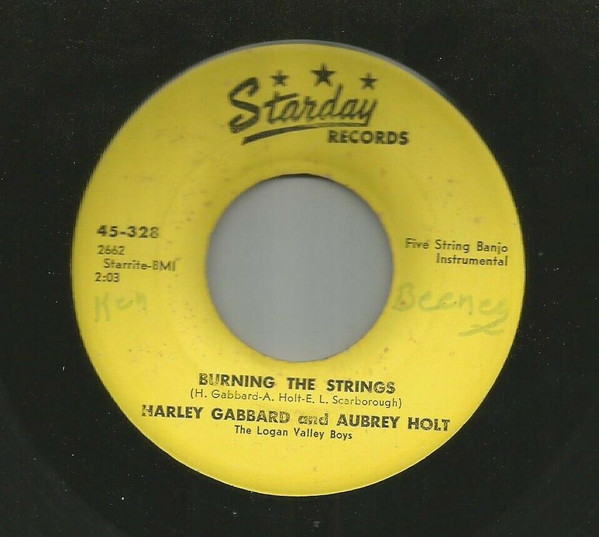 Starday
RECORDS
45-328
2662
Starrite-BMI
2:03
Five String Banjo
Instrumental
Ken Beenes
BURNING THE STRINGS
(H. Gabbard-A. Holt-E. L. Scarborough)
HARLEY GABBARD and AUBREY HOLT
The Logan Valley Boys